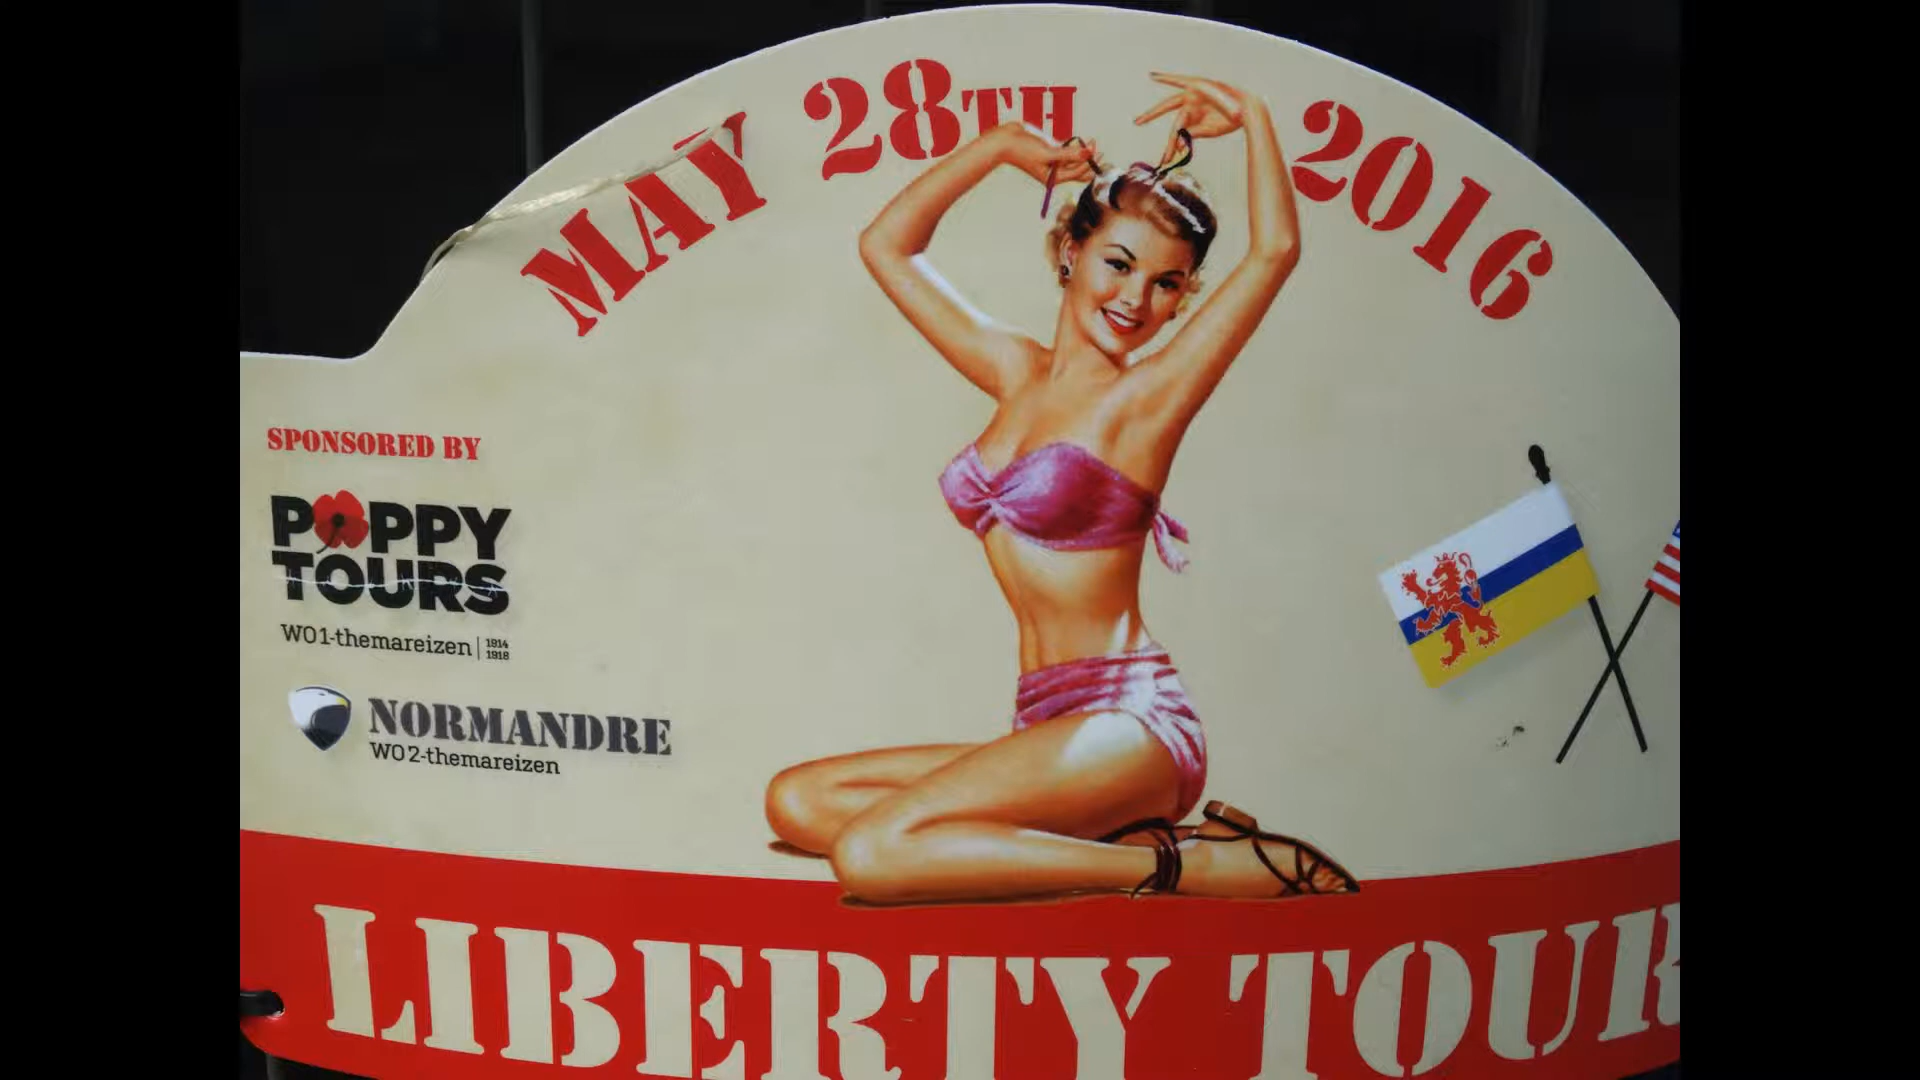 MAY 28TH 2016
SPONSORED BY
POPPY
TOURS
WO1-themareizen | 1914 1918
NORMANDRE
WO2-themareizen
LIBERTY TOUR